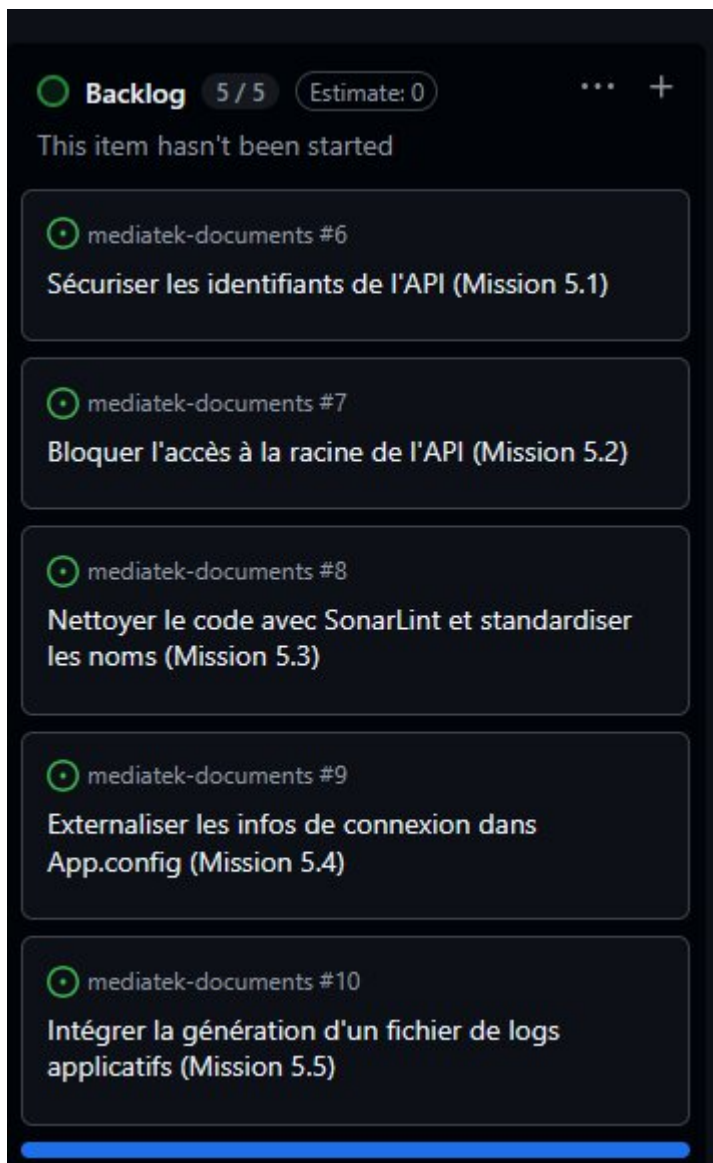 Backlog 5 / 5 Estimate: 0
This item hasn't been started
mediatek-documents #6
Sécuriser les identifiants de l'API (Mission 5.1)
mediatek-documents #7
Bloquer l'accès à la racine de l'API (Mission 5.2)
mediatek-documents #8
Nettoyer le code avec SonarLint et standardiser
les noms (Mission 5.3)
mediatek-documents #9
Externaliser les infos de connexion dans
App.config (Mission 5.4)
mediatek-documents #10
Intégrer la génération d'un fichier de logs
applicatifs (Mission 5.5)